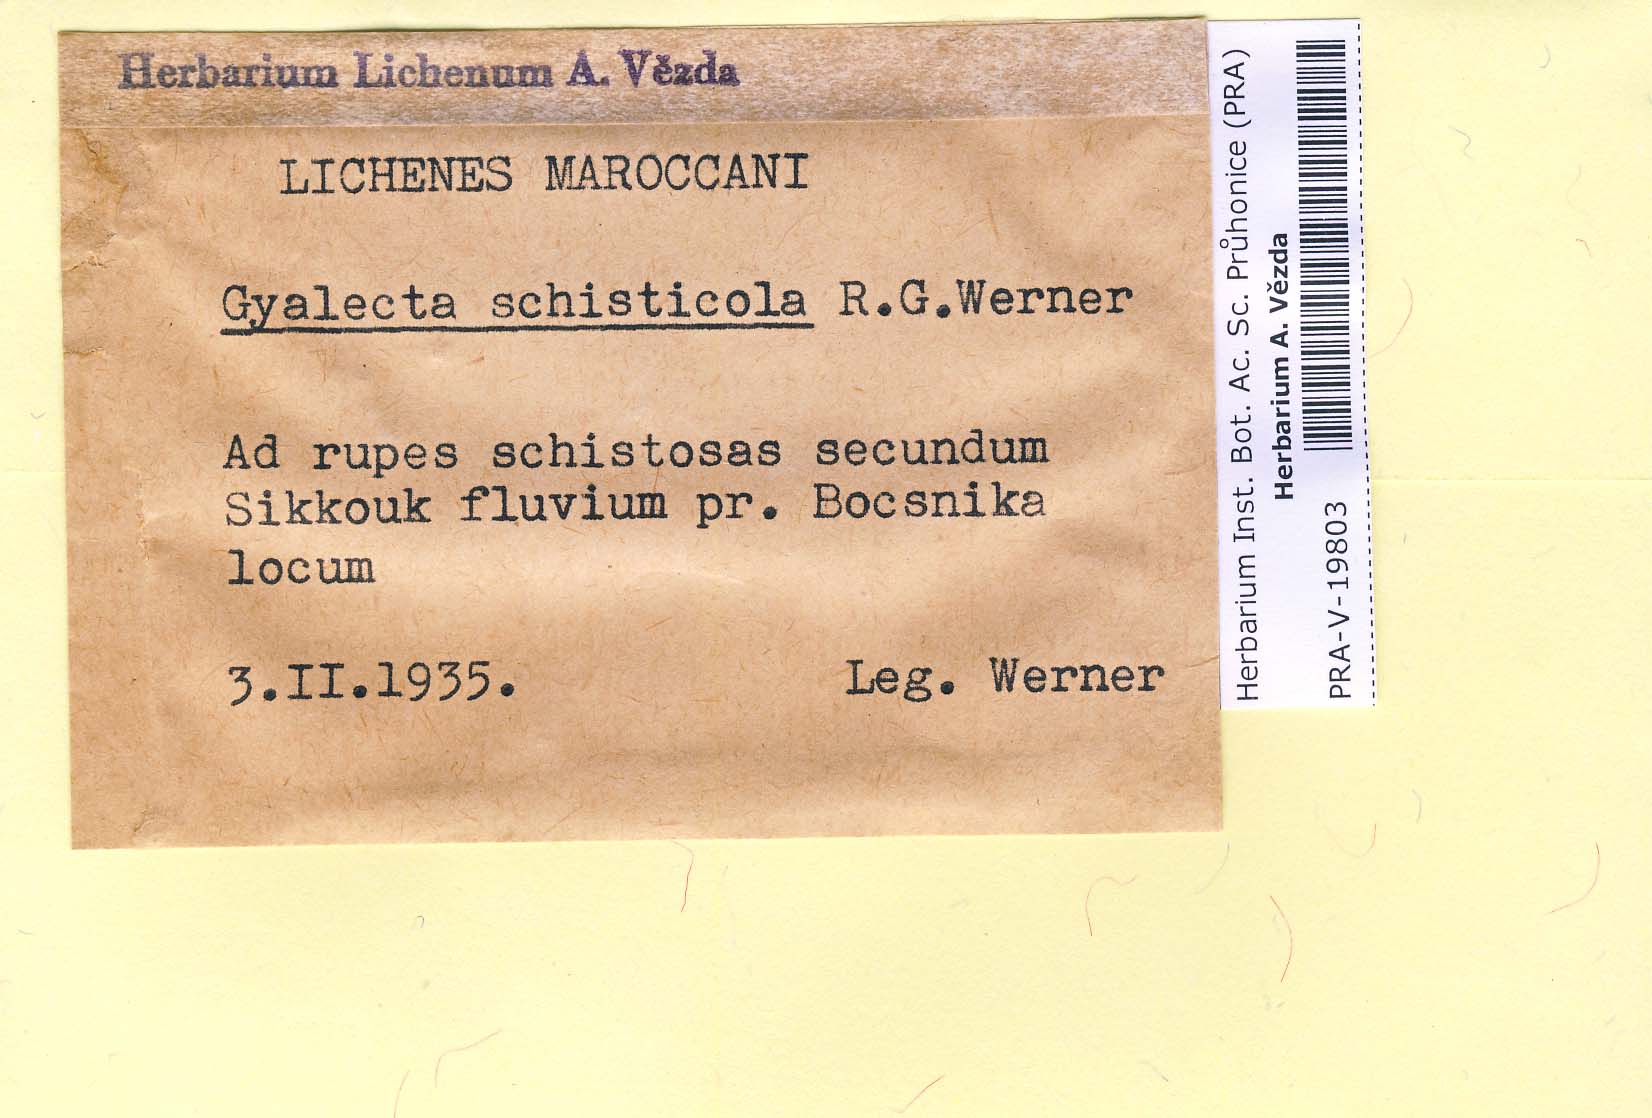 Herbarium Lichenum A. Vězda
LICHENES MAROCCANI
Gyalecta schisticola R.G.Werner
Ad rupes schistosas secundum
Sikkouk fluvium pr. Bocsnika
locum
3.II.1935.
Leg. Werner
Herbarium Inst. Bot. Ac. Sc. Průhonice (PRA)
Herbarium A. Vězda
PRA-V-19803